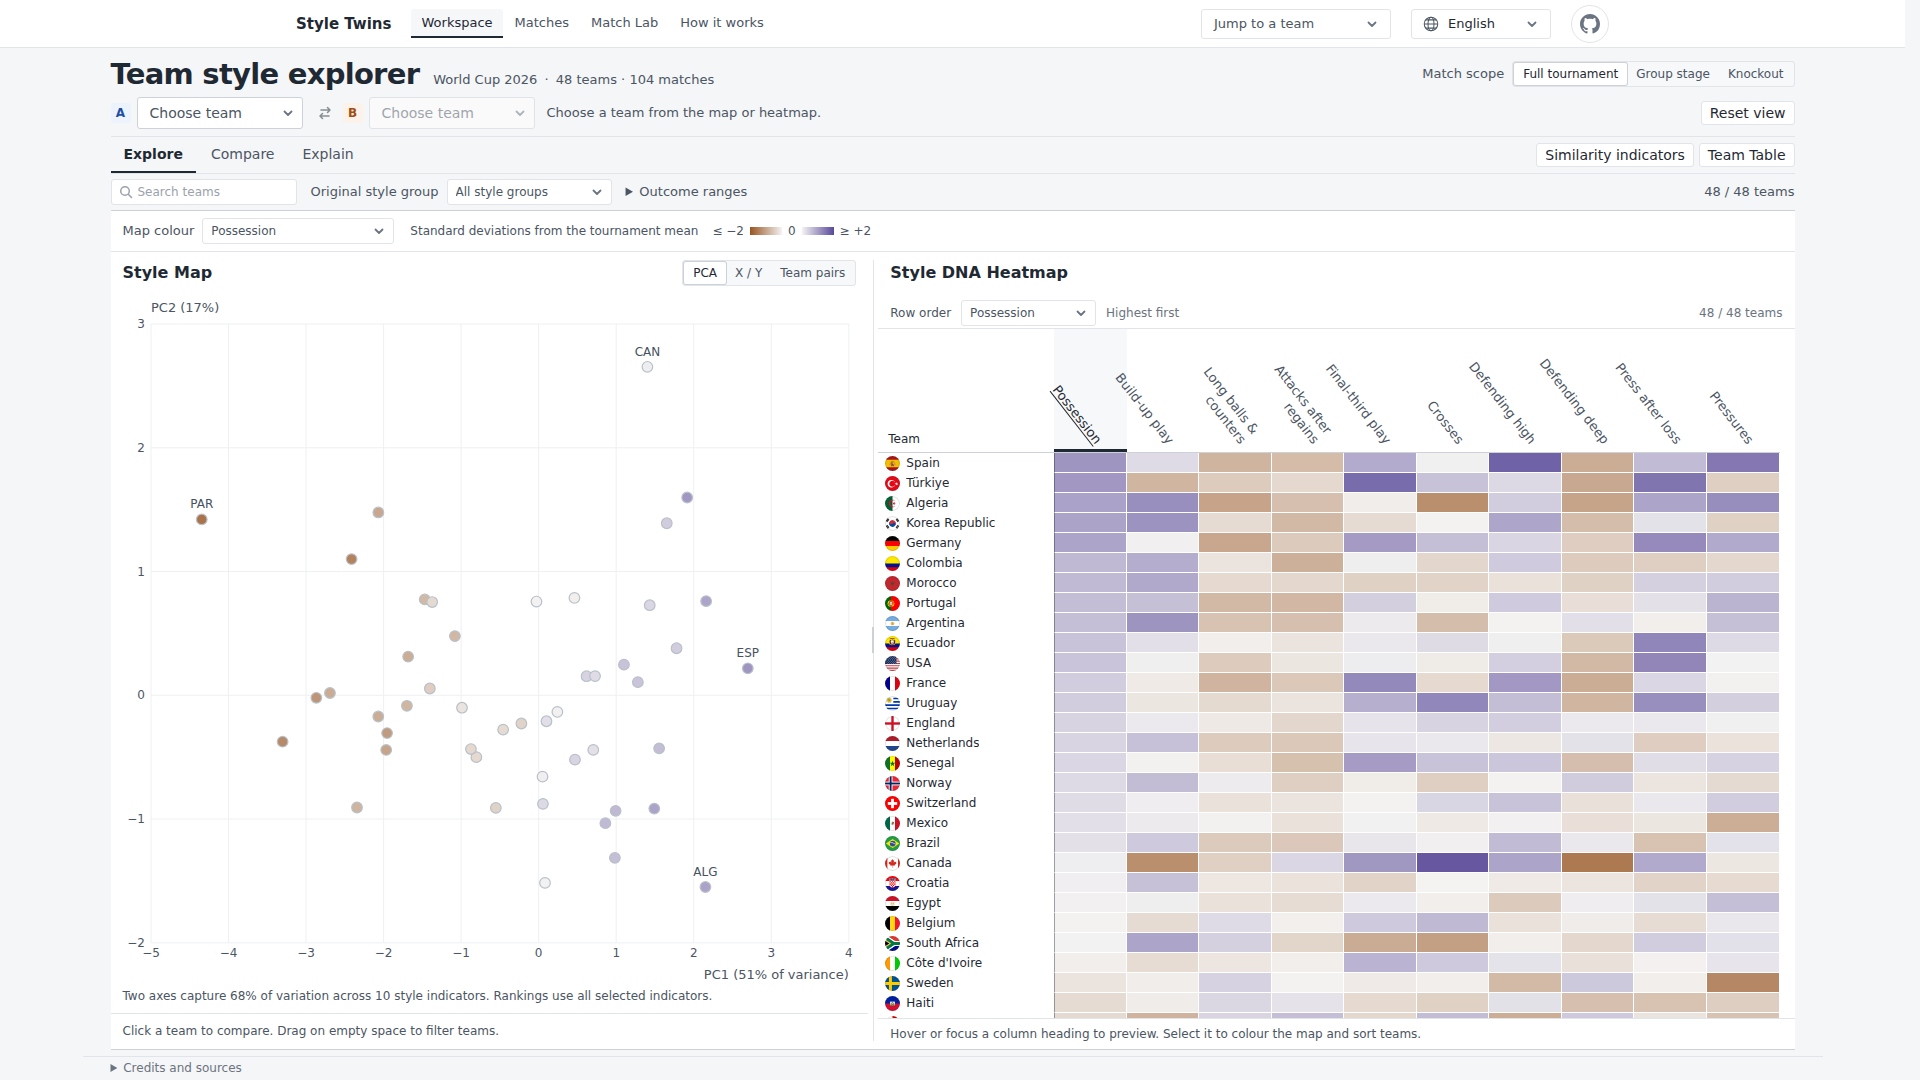 Style Twins
Workspace
Matches
Match Lab
How it works
Jump to a team
English
Team style explorer
World Cup 2026 · 48 teams · 104 matches
Match scope
Full tournament
Group stage
Knockout
A
Choose team
B
Choose team
Choose a team from the map or heatmap.
Reset view
Explore
Compare
Explain
Similarity indicators
Team Table
Search teams
Original style group
All style groups
Outcome ranges
48 / 48 teams
Map colour
Possession
Standard deviations from the tournament mean
≤ −2
0
≥ +2
Style Map
PCA
X / Y
Team pairs
PC2 (17%)
3
2
1
0
−1
−2
CAN
PAR
ESP
ALG
−5
−4
−3
−2
−1
0
1
2
3
4
PC1 (51% of variance)
Two axes capture 68% of variation across 10 style indicators. Rankings use all selected indicators.
Click a team to compare. Drag on empty space to filter teams.
Style DNA Heatmap
Row order
Possession
Highest first
48 / 48 teams
Team
Possession
Build-up play
Long balls &
counters
Attacks after
regains
Final-third play
Crosses
Defending high
Defending deep
Press after loss
Pressures
Spain
Türkiye
Algeria
Korea Republic
Germany
Colombia
Morocco
Portugal
Argentina
Ecuador
USA
France
Uruguay
England
Netherlands
Senegal
Norway
Switzerland
Mexico
Brazil
Canada
Croatia
Egypt
Belgium
South Africa
Côte d'Ivoire
Sweden
Haiti
Hover or focus a column heading to preview. Select it to colour the map and sort teams.
Credits and sources